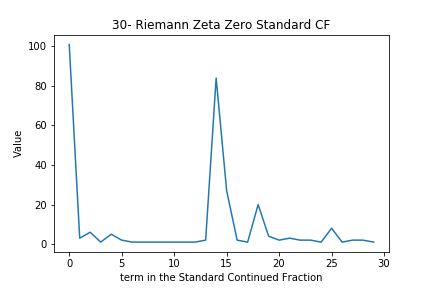 30- Riemann Zeta Zero Standard CF
100
80
60
40
20
0
Value
0 5 10 15 20 25 30
term in the Standard Continued Fraction